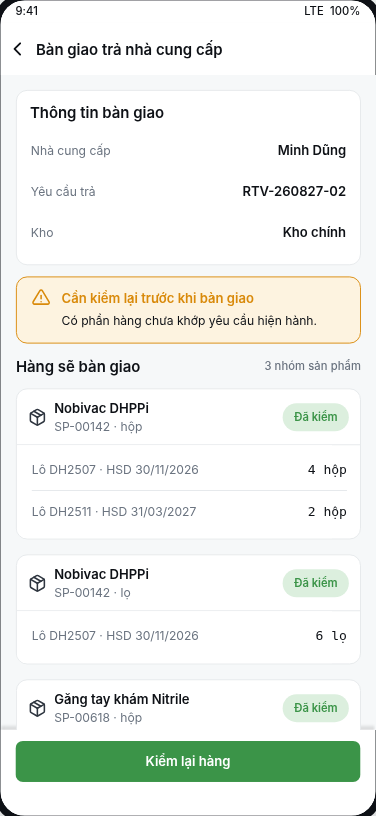 9:41 LTE 100%
Bàn giao trả nhà cung cấp
Thông tin bàn giao
Nhà cung cấp Minh Dũng
Yêu cầu trả RTV-260827-02
Kho Kho chính
Cần kiểm lại trước khi bàn giao
Có phần hàng chưa khớp yêu cầu hiện hành.
Hàng sẽ bàn giao 3 nhóm sản phẩm
Nobivac DHPPi
SP-00142 · hộp
Đã kiểm
Lô DH2507 · HSD 30/11/2026 4 hộp
Lô DH2511 · HSD 31/03/2027 2 hộp
Nobivac DHPPi
SP-00142 · lọ
Đã kiểm
Lô DH2507 · HSD 30/11/2026 6 lọ
Găng tay khám Nitrile
SP-00618 · hộp
Đã kiểm
Kiểm lại hàng